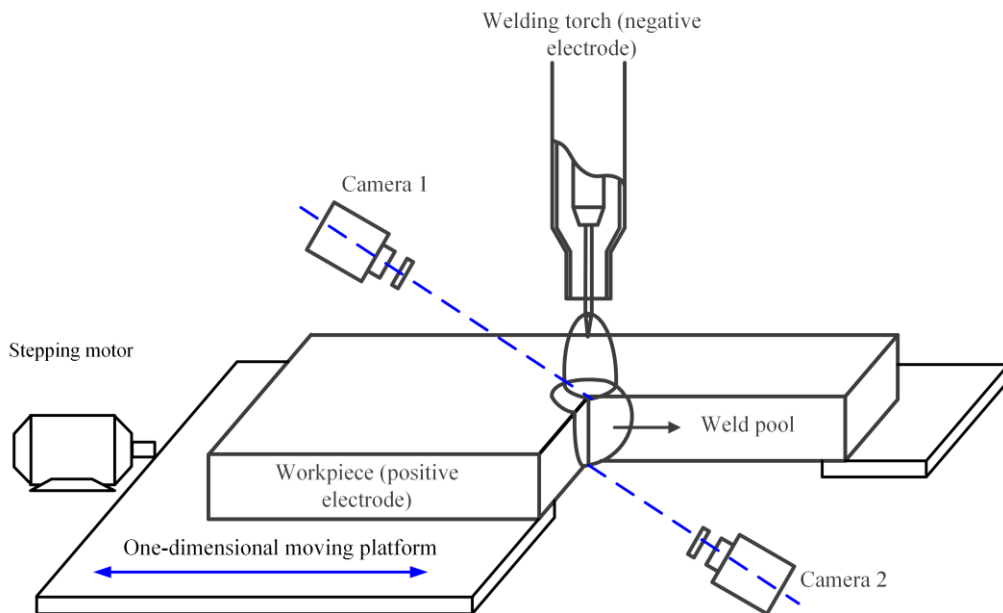 Welding torch (negative
electrode)
Camera 1
Stepping motor
Weld pool
Workpiece (positive
electrode)
One-dimensional moving platform
Camera 2